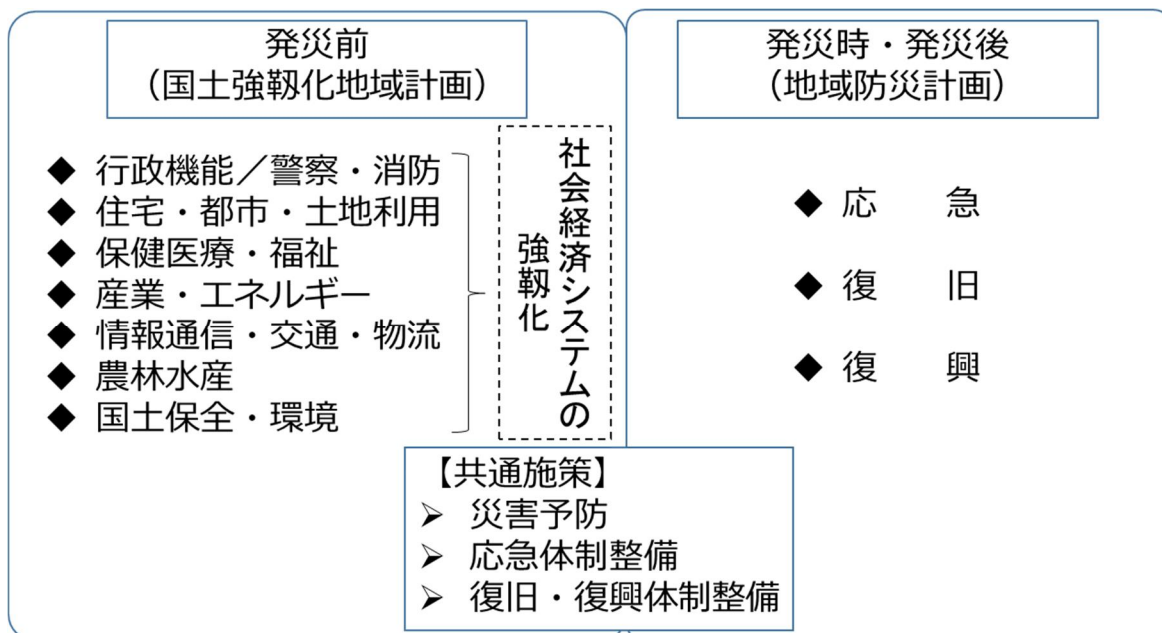 発災前
（国土強靱化地域計画）
◆ 行政機能／警察・消防
◆ 住宅・都市・土地利用
◆ 保健医療・福祉
◆ 産業・エネルギー
◆ 情報通信・交通・物流
◆ 農林水産
◆ 国土保全・環境
社会経済システムの
強靱化
発災時・発災後
（地域防災計画）
◆ 応　　急
◆ 復　　旧
◆ 復　　興
【共通施策】
➢ 災害予防
➢ 応急体制整備
➢ 復旧・復興体制整備